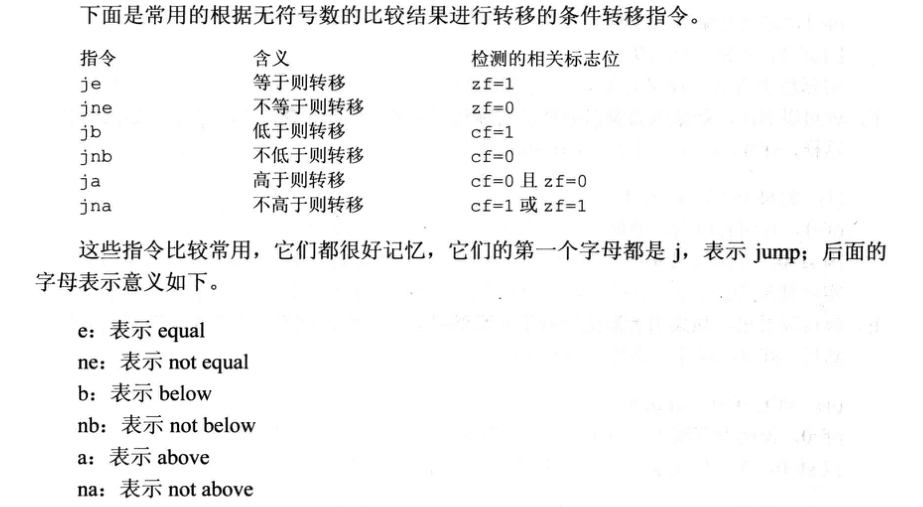 下面是常用的根据无符号数的比较结果进行转移的条件转移指令。
指令 含义 检测的相关标志位
je 等于则转移 zf=1
jne 不等于则转移 zf=0
jb 低于则转移 cf=1
jnb 不低于则转移 cf=0
ja 高于则转移 cf=0 且 zf=0
jna 不高于则转移 cf=1 或 zf=1
这些指令比较常用，它们都很好记忆，它们的第一个字母都是 j，表示 jump；后面的
字母表示意义如下。
e：表示 equal
ne：表示 not equal
b：表示 below
nb：表示 not below
a：表示 above
na：表示 not above